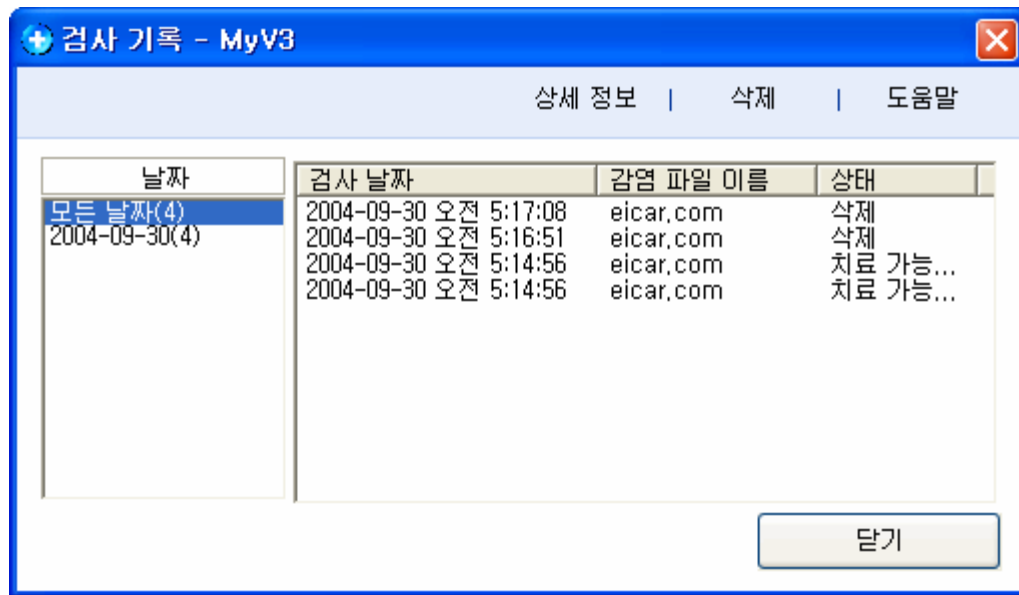 검사 기록 - MyV3
상세 정보 | 삭제 | 도움말
날짜
모든 날짜(4)
2004-09-30(4)
검사 날짜 감염 파일 이름 상태
2004-09-30 오전 5:17:08 eicar.com 삭제
2004-09-30 오전 5:16:51 eicar.com 삭제
2004-09-30 오전 5:14:56 eicar.com 치료 가능...
2004-09-30 오전 5:14:56 eicar.com 치료 가능...
닫기